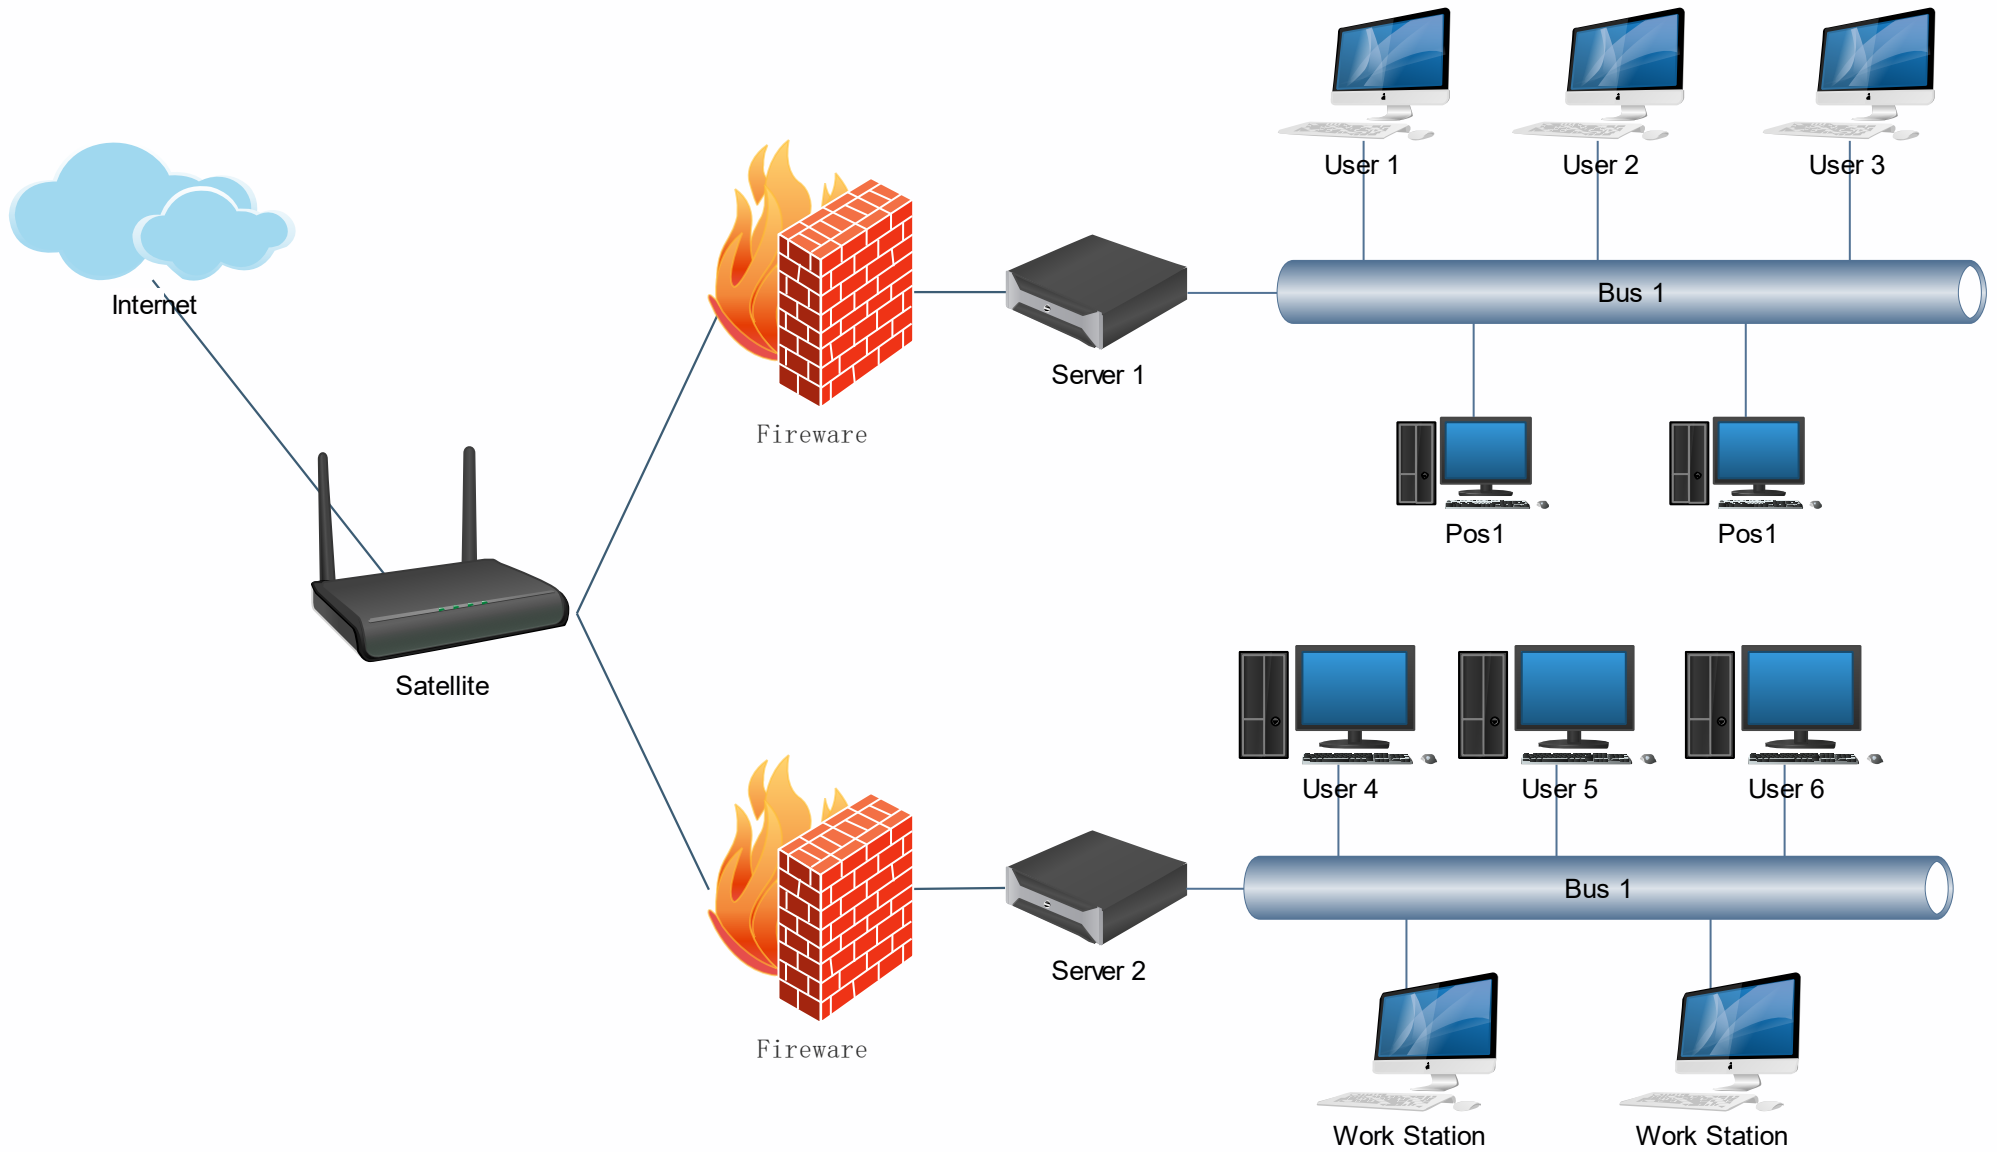 User 1
User 2
User 3
Internet
Bus 1
Server 1
Fireware
Pos1
Pos1
Satellite
User 4
User 5
User 6
Bus 1
Server 2
Fireware
Work Station
Work Station